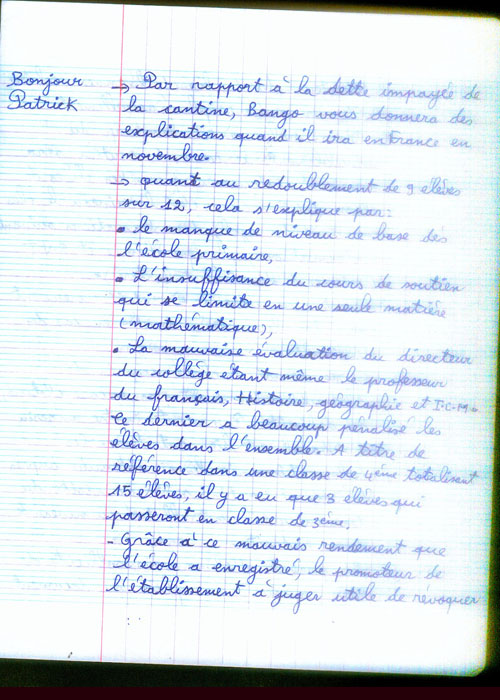 Bonjour
Patrick
→ Par rapport à la dette impayée de
la cantine, Bango vous donnera des
explications quand il ira en France en
novembre.
→ quant au redoublement de 9 élèves
sur 12, cela s'explique par:
• le manque de niveau de base dès
l'école primaire,
• L'insuffisance du cours de soutien
qui se limite en une seule matière
(mathématique),
• La mauvaise évaluation du directeur
du collège étant même le professeur
du français, Histoire, géographie et I.C.M.
Ce dernier a beaucoup pénalisé les
élèves dans l'ensemble. A titre de
référence dans une classe de 4ème totalisant
15 élèves, il y a eu que 3 élèves qui
passeront en classe de 3ème.
- Grâce à ce mauvais rendement que
l'école a enregistré, le promoteur de
l'établissement à juger utile de révoquer